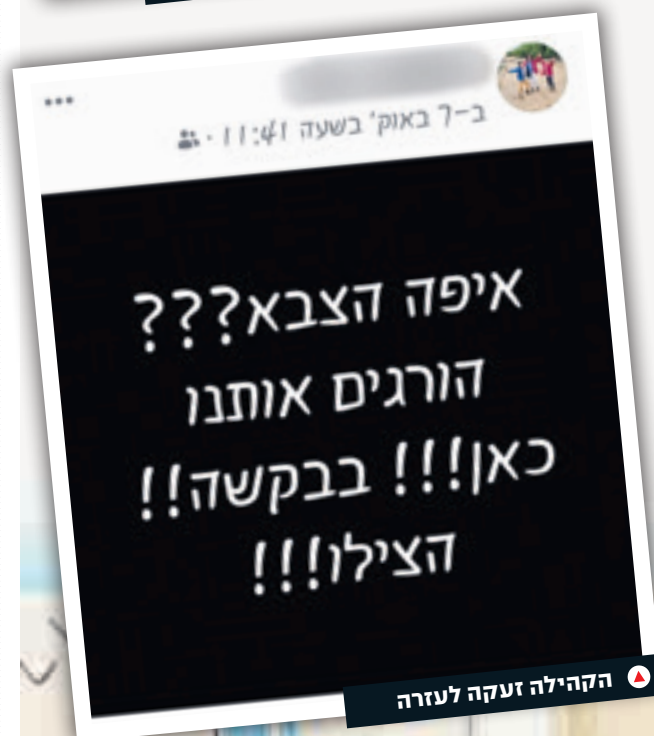 ב-7 באוק' בשעה 11:41
איפה הצבא???
הורגים אותנו
כאן!!! בבקשה!!
הצילו!!!
הקהילה זעקה לעזרה